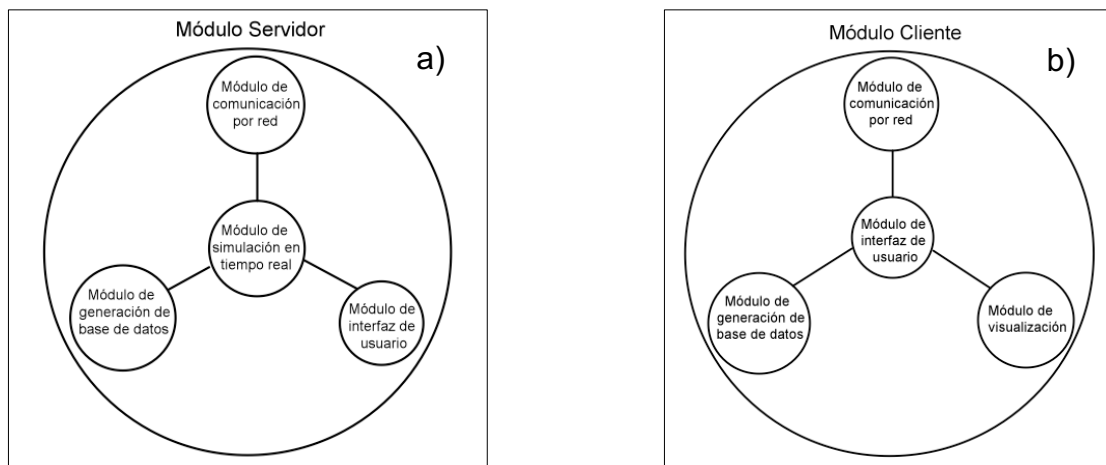 Módulo Servidor
a)
Módulo de
comunicación
por red
Módulo de
simulación en
tiempo real
Módulo de
generación de
base de datos
Módulo de
interfaz de
usuario
Módulo Cliente
b)
Módulo de
comunicación
por red
Módulo de
interfaz de
usuario
Módulo de
generación de
base de datos
Módulo de
visualización